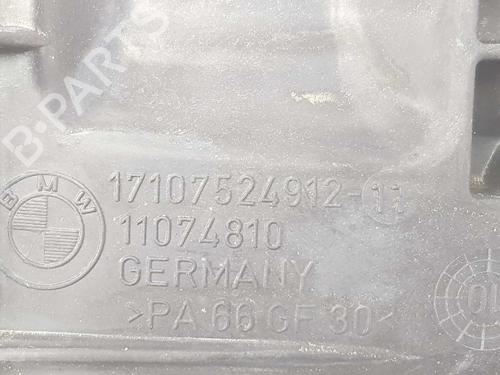 B-PARTS
BMW
17107524912-11
11074810
GERMANY
>PA 66 GF 30<